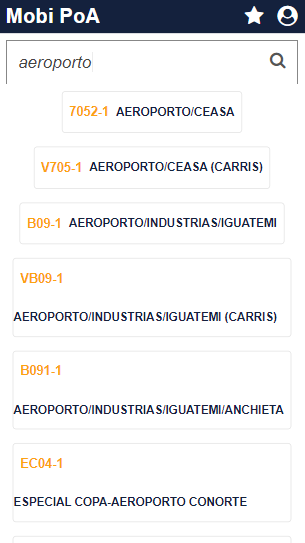 Mobi PoA
aeroporto
7052-1 AEROPORTO/CEASA
V705-1 AEROPORTO/CEASA (CARRIS)
B09-1 AEROPORTO/INDUSTRIAS/IGUATEMI
VB09-1
AEROPORTO/INDUSTRIAS/IGUATEMI (CARRIS)
B091-1
AEROPORTO/INDUSTRIAS/IGUATEMI/ANCHIETA
EC04-1
ESPECIAL COPA-AEROPORTO CONORTE